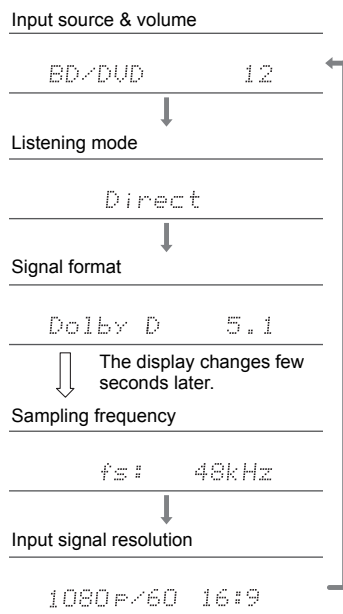 Input source & volume
BD/DVD 12
Listening mode
Direct
Signal format
Dolby D 5.1
The display changes few
seconds later.
Sampling frequency
fs: 48kHz
Input signal resolution
1080p/60 16:9